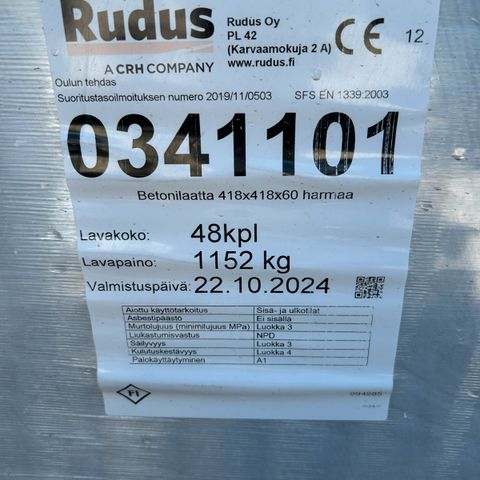 Rudus
A CRH COMPANY
Rudus Oy
PL 42
(Karvaamokuja 2 A)
www.rudus.fi
CE 12
Oulun tehdas
Suoritustasoilmoituksen numero 2019/11/0503 SFS EN 1339:2003
0341101
Betonilaatta 418x418x60 harmaa
Lavakoko: 48kpl
Lavapaino: 1152 kg
Valmistuspäivä: 22.10.2024
Aiottu käyttötarkoitus Sisä- ja ulkotilat
Asbestipäästö Ei sisällä
Murtolujuus (minimilujuus MPa) Luokka 3
Liukastumisvastus NPD
Säilyvyys Luokka 3
Kulutuskestävyys Luokka 4
Palokäyttäytyminen A1
FI